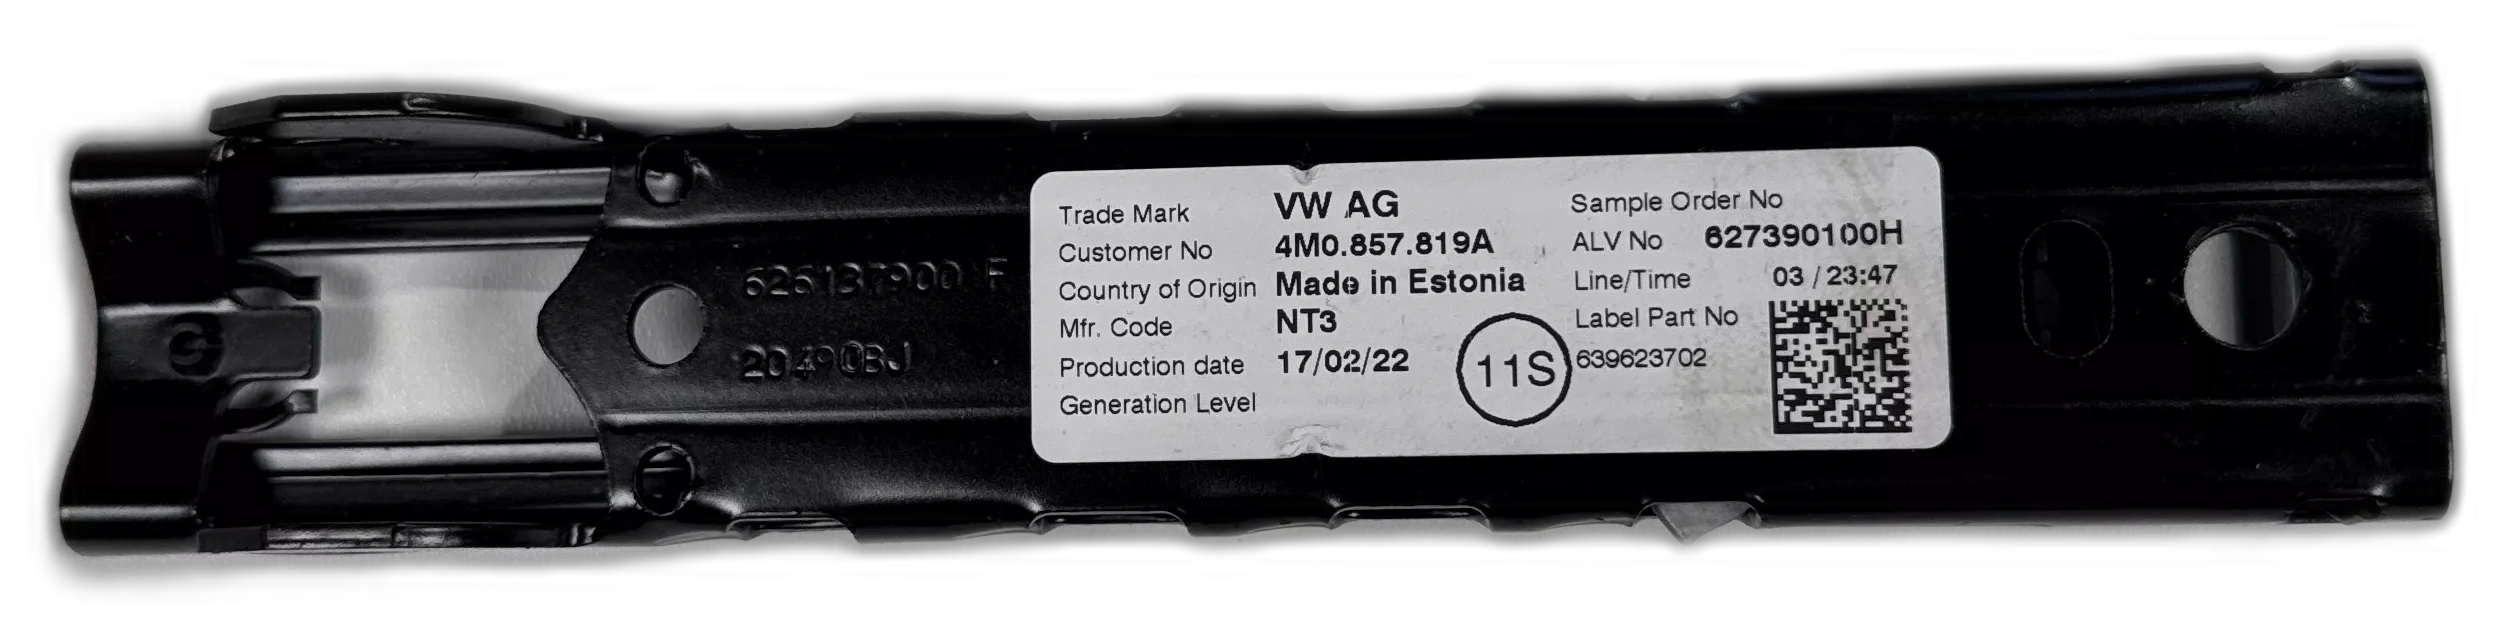 626137900 F
20490BJ
Trade Mark VW AG
Customer No 4M0.857.819A
Country of Origin Made in Estonia
Mfr. Code NT3
Production date 17/02/22
Generation Level
11S
Sample Order No
ALV No 627390100H
Line/Time 03 / 23:47
Label Part No
639623702